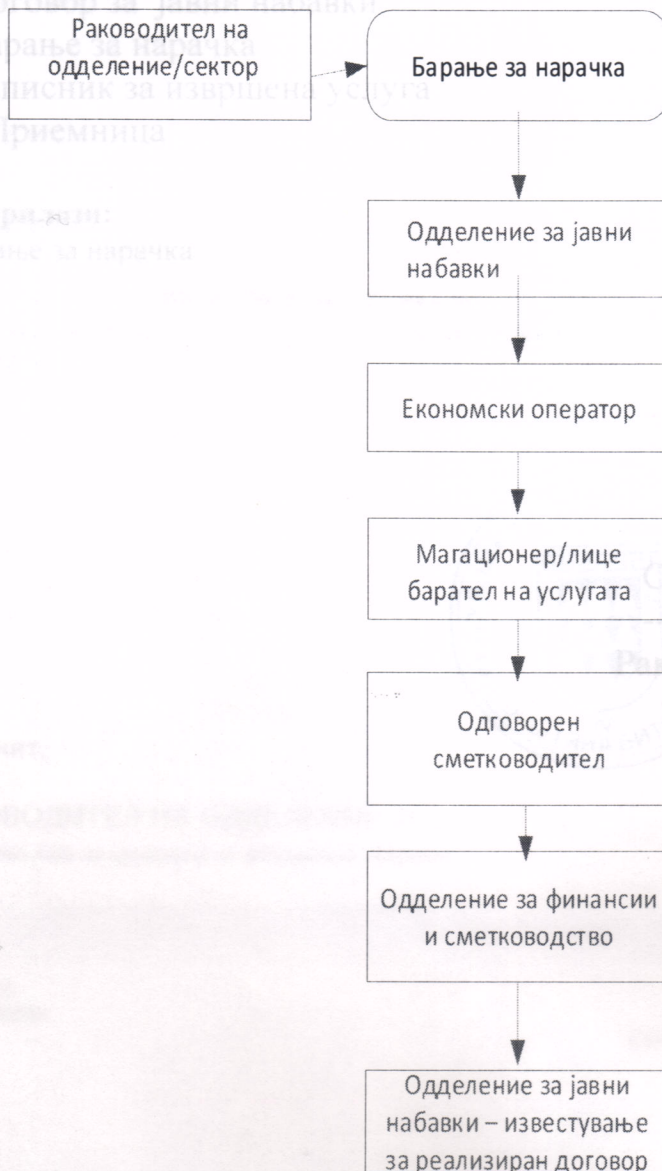 Раководител на
одделение/сектор
Барање за нарачка
Одделение за јавни
набавки
Економски оператор
Магационер/лице
барател на услугата
Одговорен
сметководител
Одделение за финансии
и сметководство
Одделение за јавни
набавки – известување
за реализиран договор